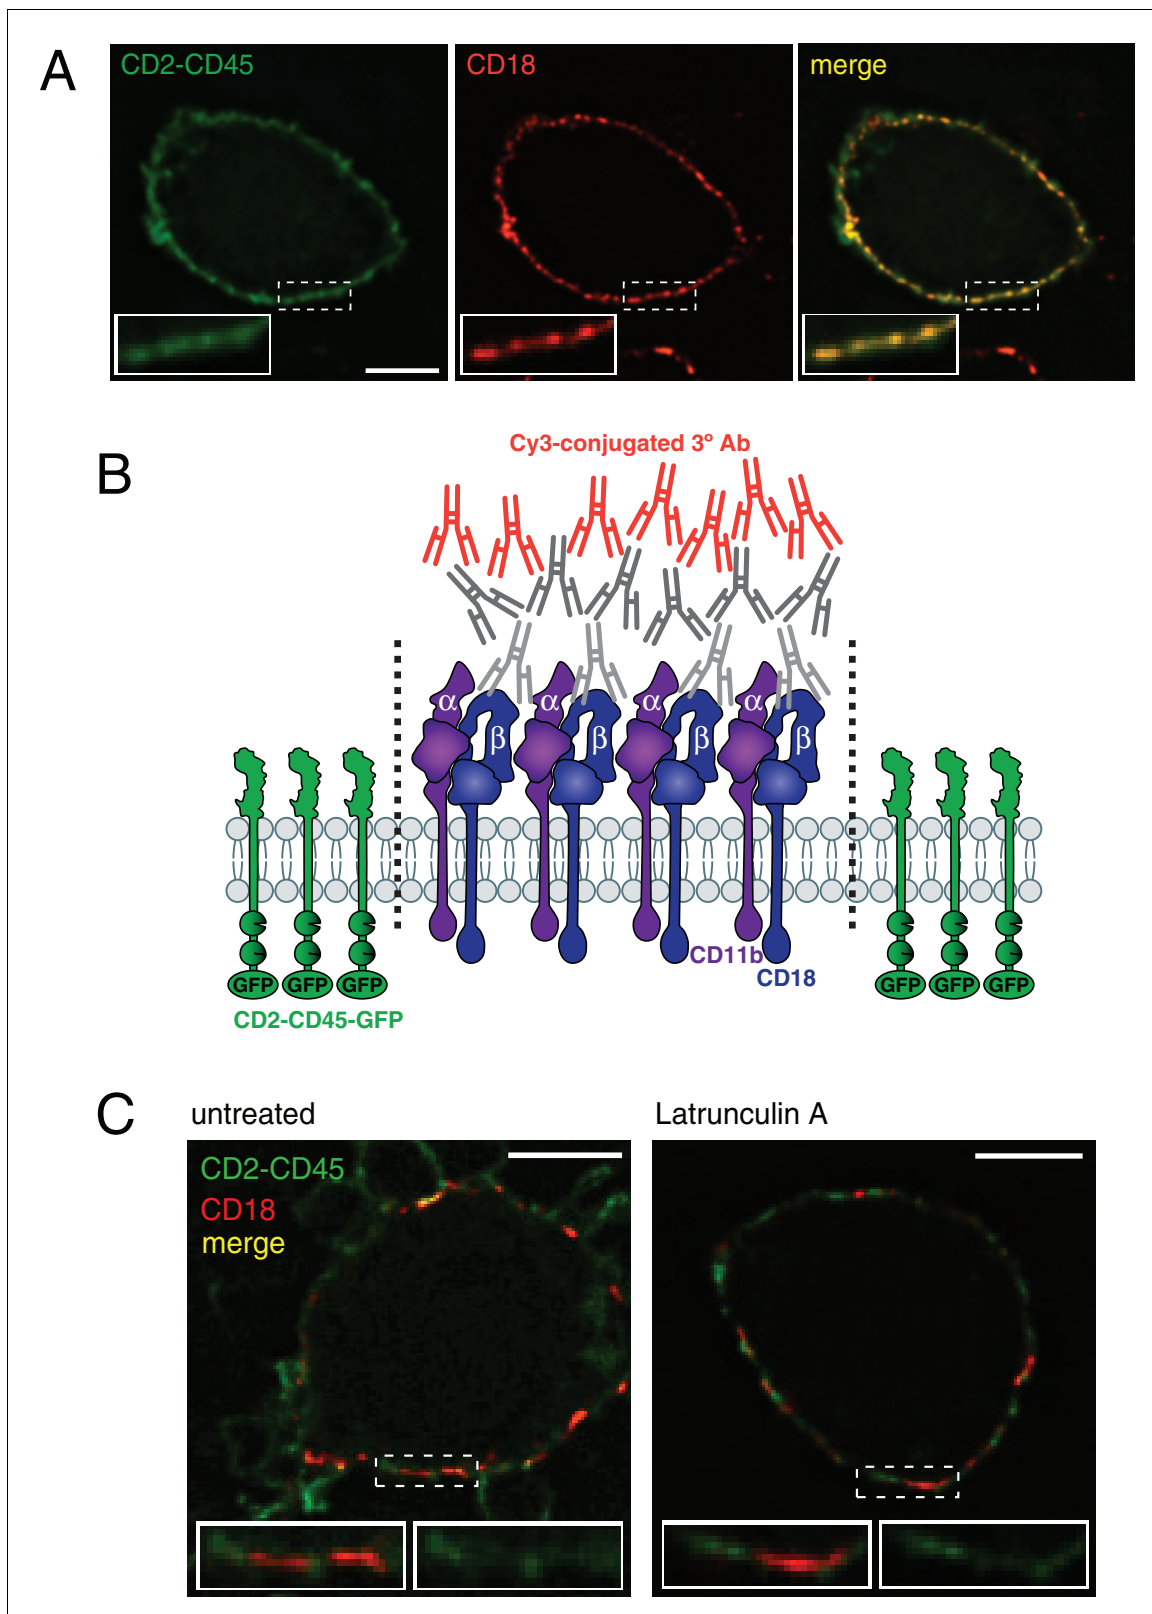 A
CD2-CD45
CD18
merge
B
Cy3-conjugated 3º Ab
α
α
α
α
β
β
β
β
CD11b
CD18
GFP
GFP
GFP
GFP
GFP
GFP
CD2-CD45-GFP
C
untreated
Latrunculin A
CD2-CD45
CD18
merge